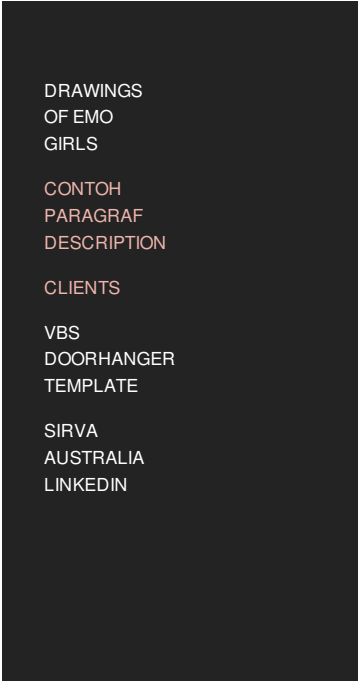 DRAWINGS
OF EMO
GIRLS
CONTOH
PARAGRAF
DESCRIPTION
CLIENTS
VBS
DOORHANGER
TEMPLATE
SIRVA
AUSTRALIA
LINKEDIN